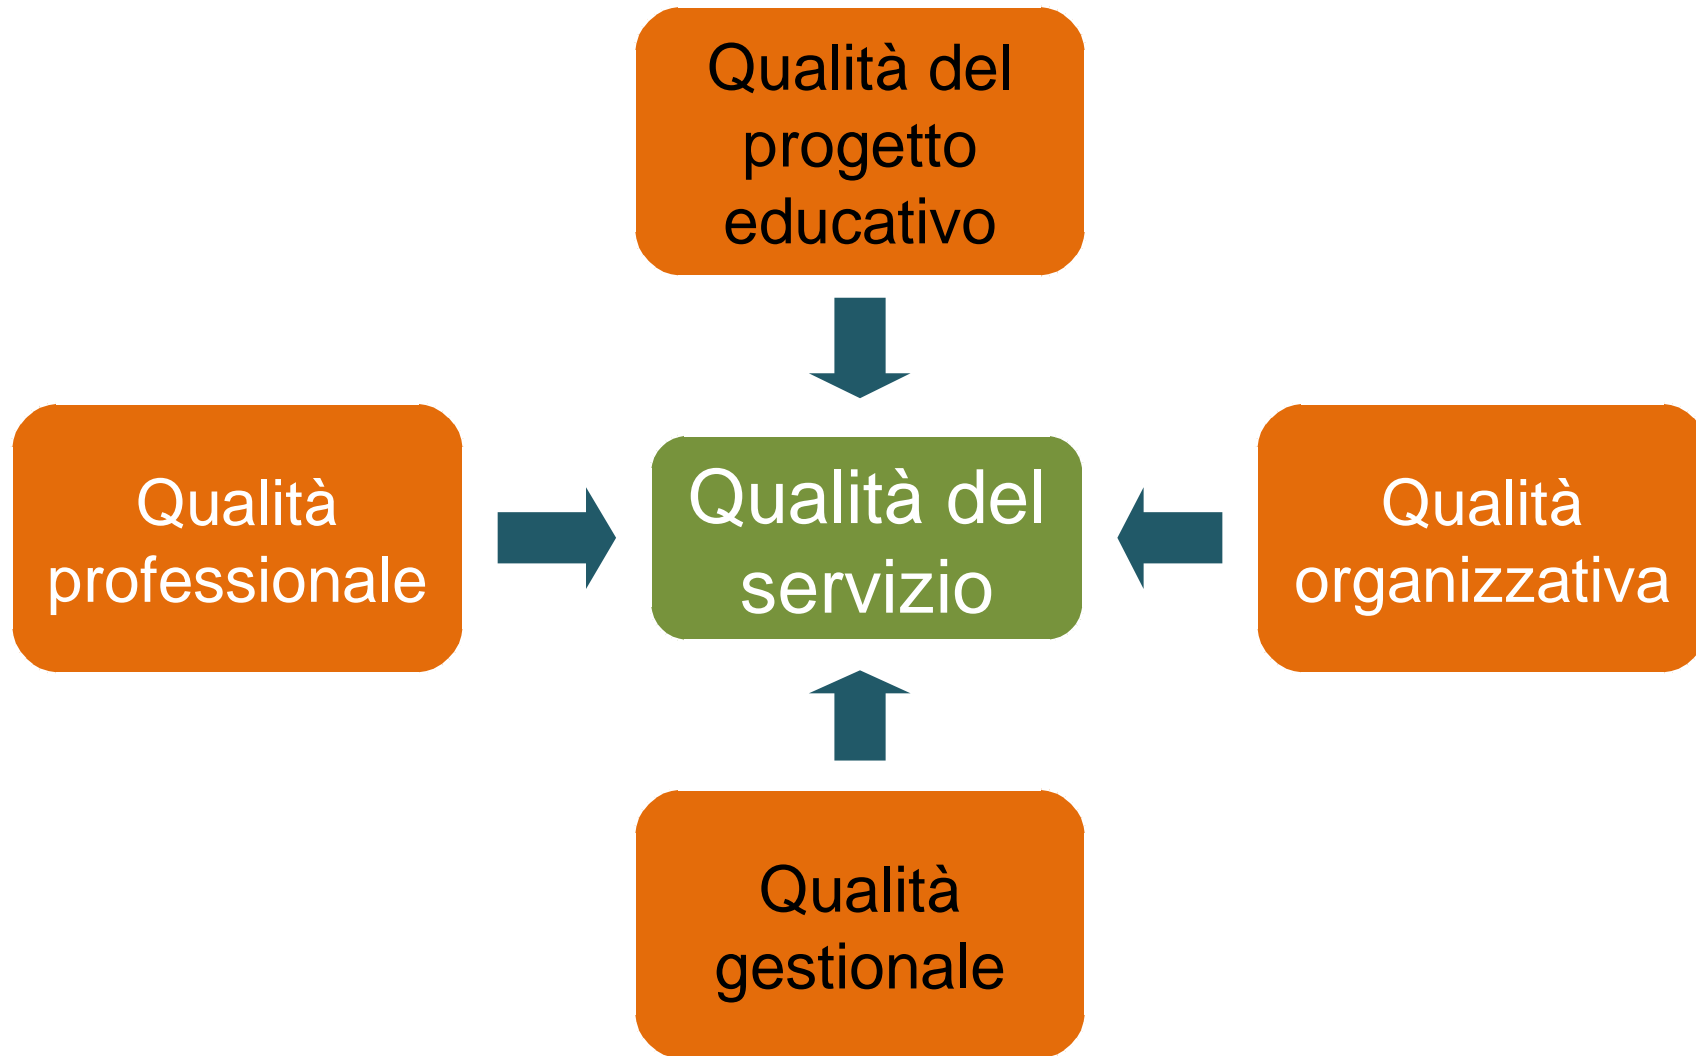 Qualità del
progetto
educativo
Qualità
professionale
Qualità del
servizio
Qualità
organizzativa
Qualità
gestionale